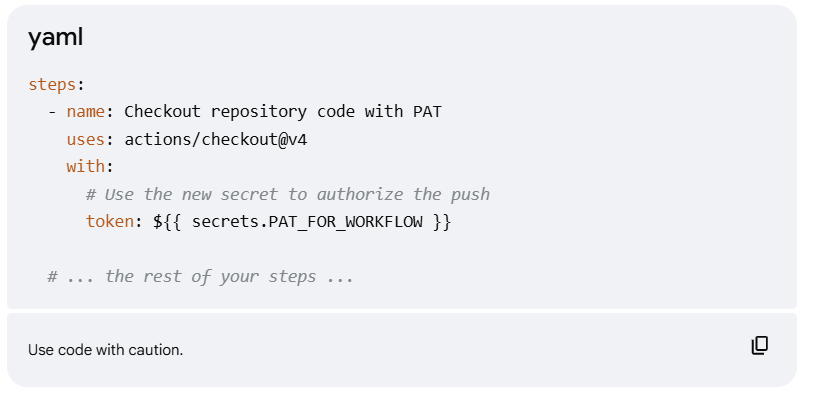 yaml
steps:
  - name: Checkout repository code with PAT
    uses: actions/checkout@v4
    with:
      # Use the new secret to authorize the push
      token: ${{ secrets.PAT_FOR_WORKFLOW }}
  # ... the rest of your steps ...
Use code with caution.